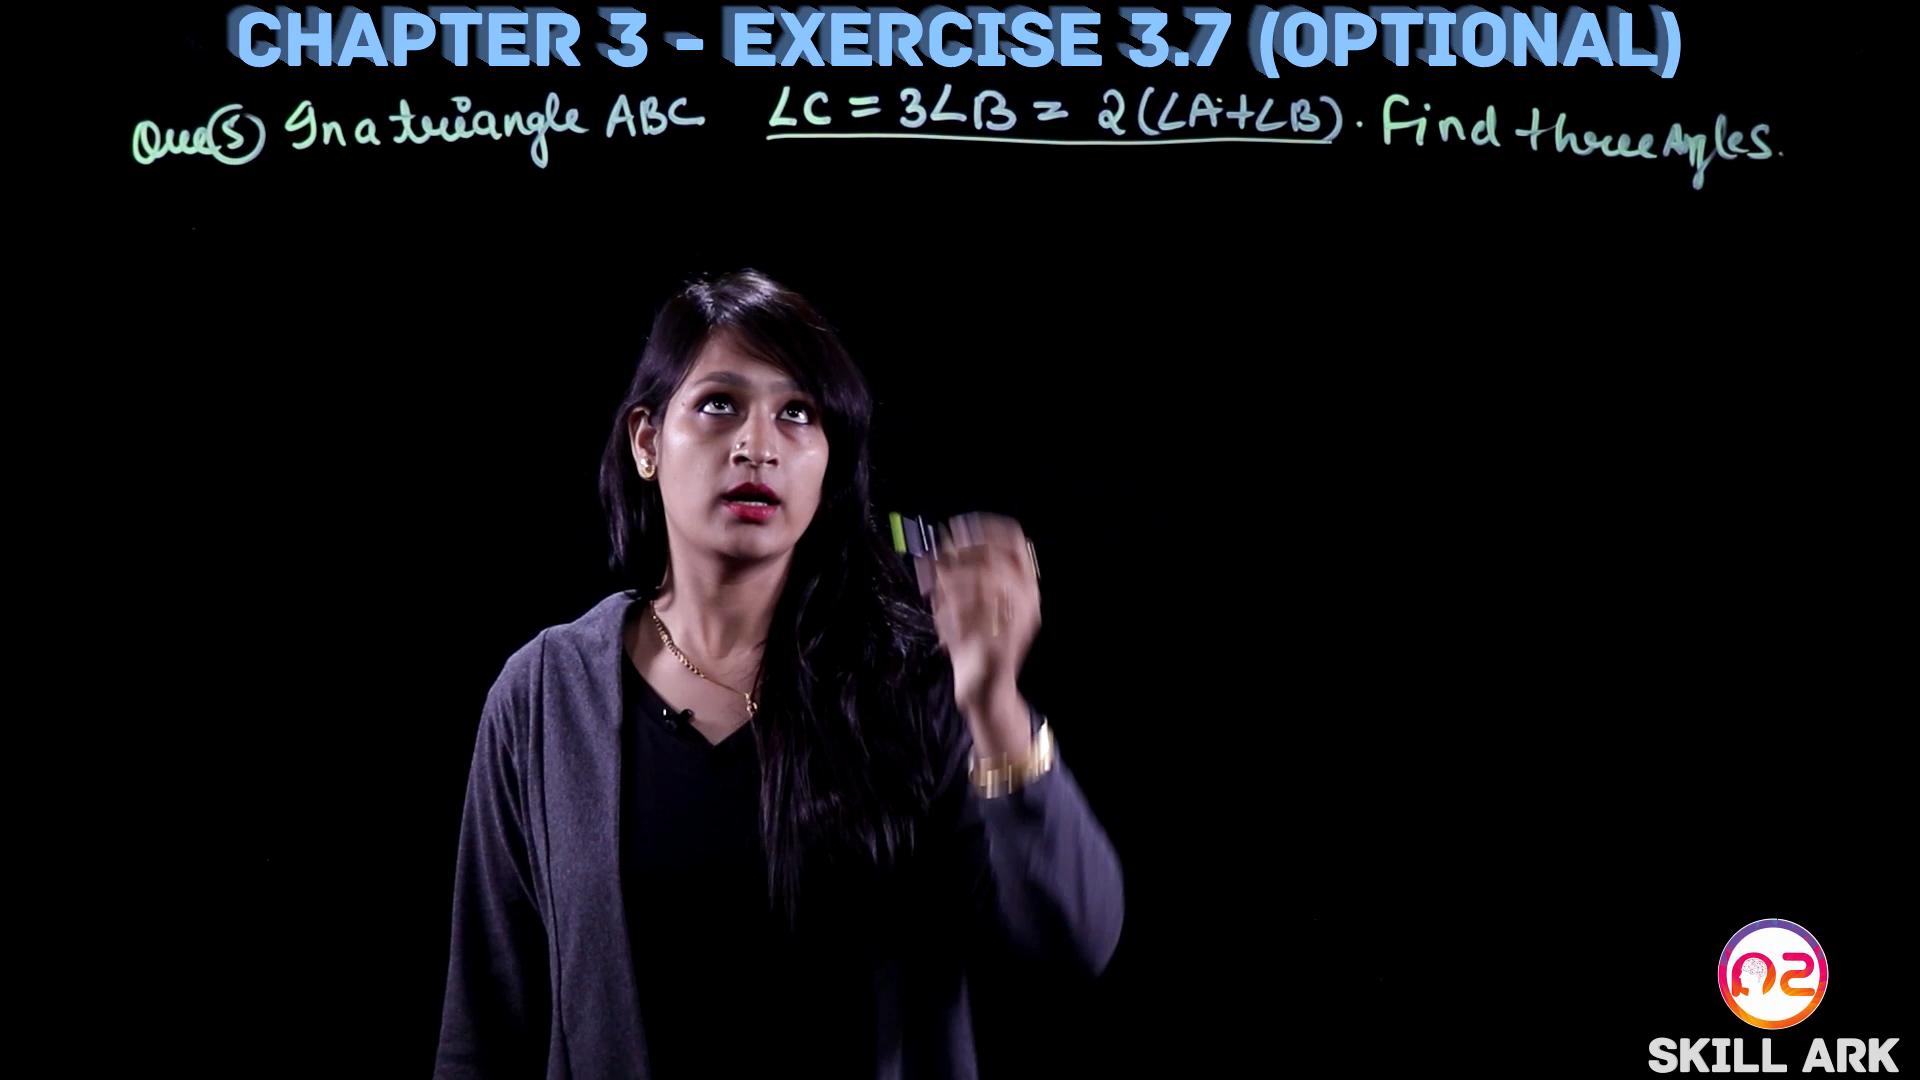 CHAPTER 3 - EXERCISE 3.7 (OPTIONAL)
Que(5) In a triangle ABC ∠C = 3∠B = 2(∠A+∠B). Find three Angles.
SKILL ARK